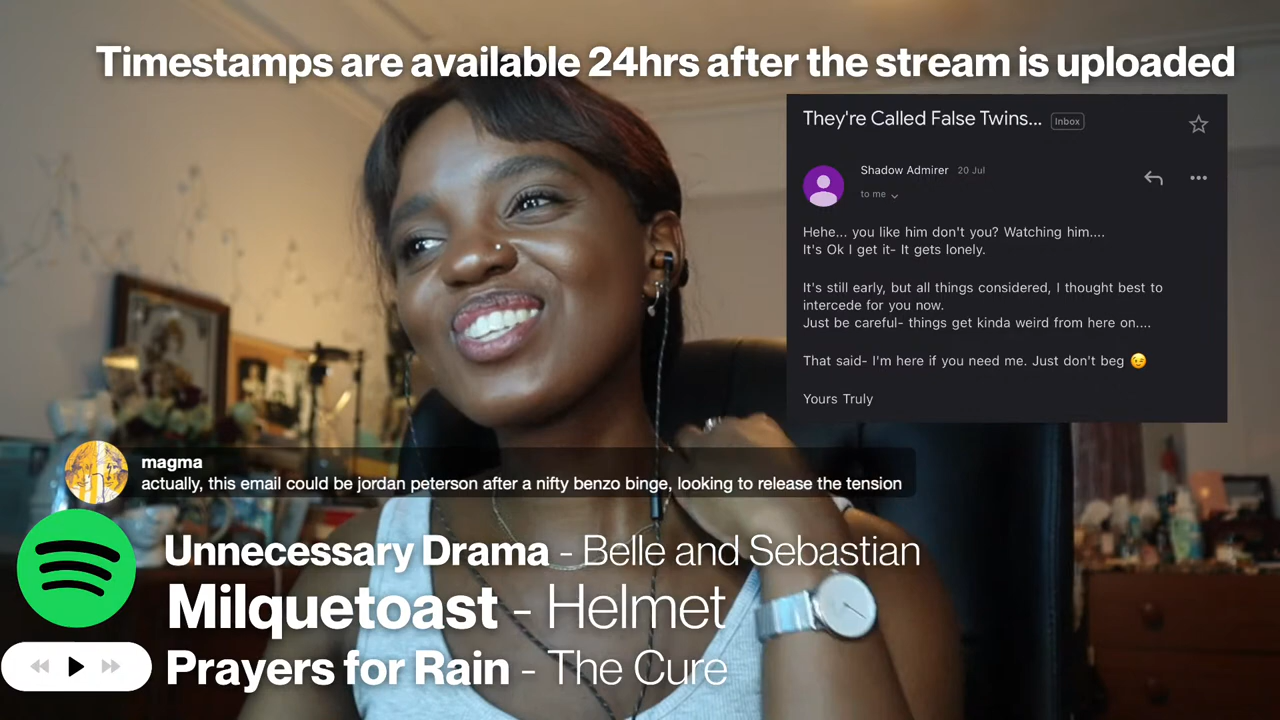 Timestamps are available 24hrs after the stream is uploaded
They're Called False Twins... Inbox
Shadow Admirer 20 Jul
to me
Hehe... you like him don't you? Watching him....
It's Ok I get it- It gets lonely.
It's still early, but all things considered, I thought best to
intercede for you now.
Just be careful- things get kinda weird from here on....
That said- I'm here if you need me. Just don't beg 😉
Yours Truly
magma
actually, this email could be jordan peterson after a nifty benzo binge, looking to release the tension
Unnecessary Drama - Belle and Sebastian
Milquetoast - Helmet
Prayers for Rain - The Cure